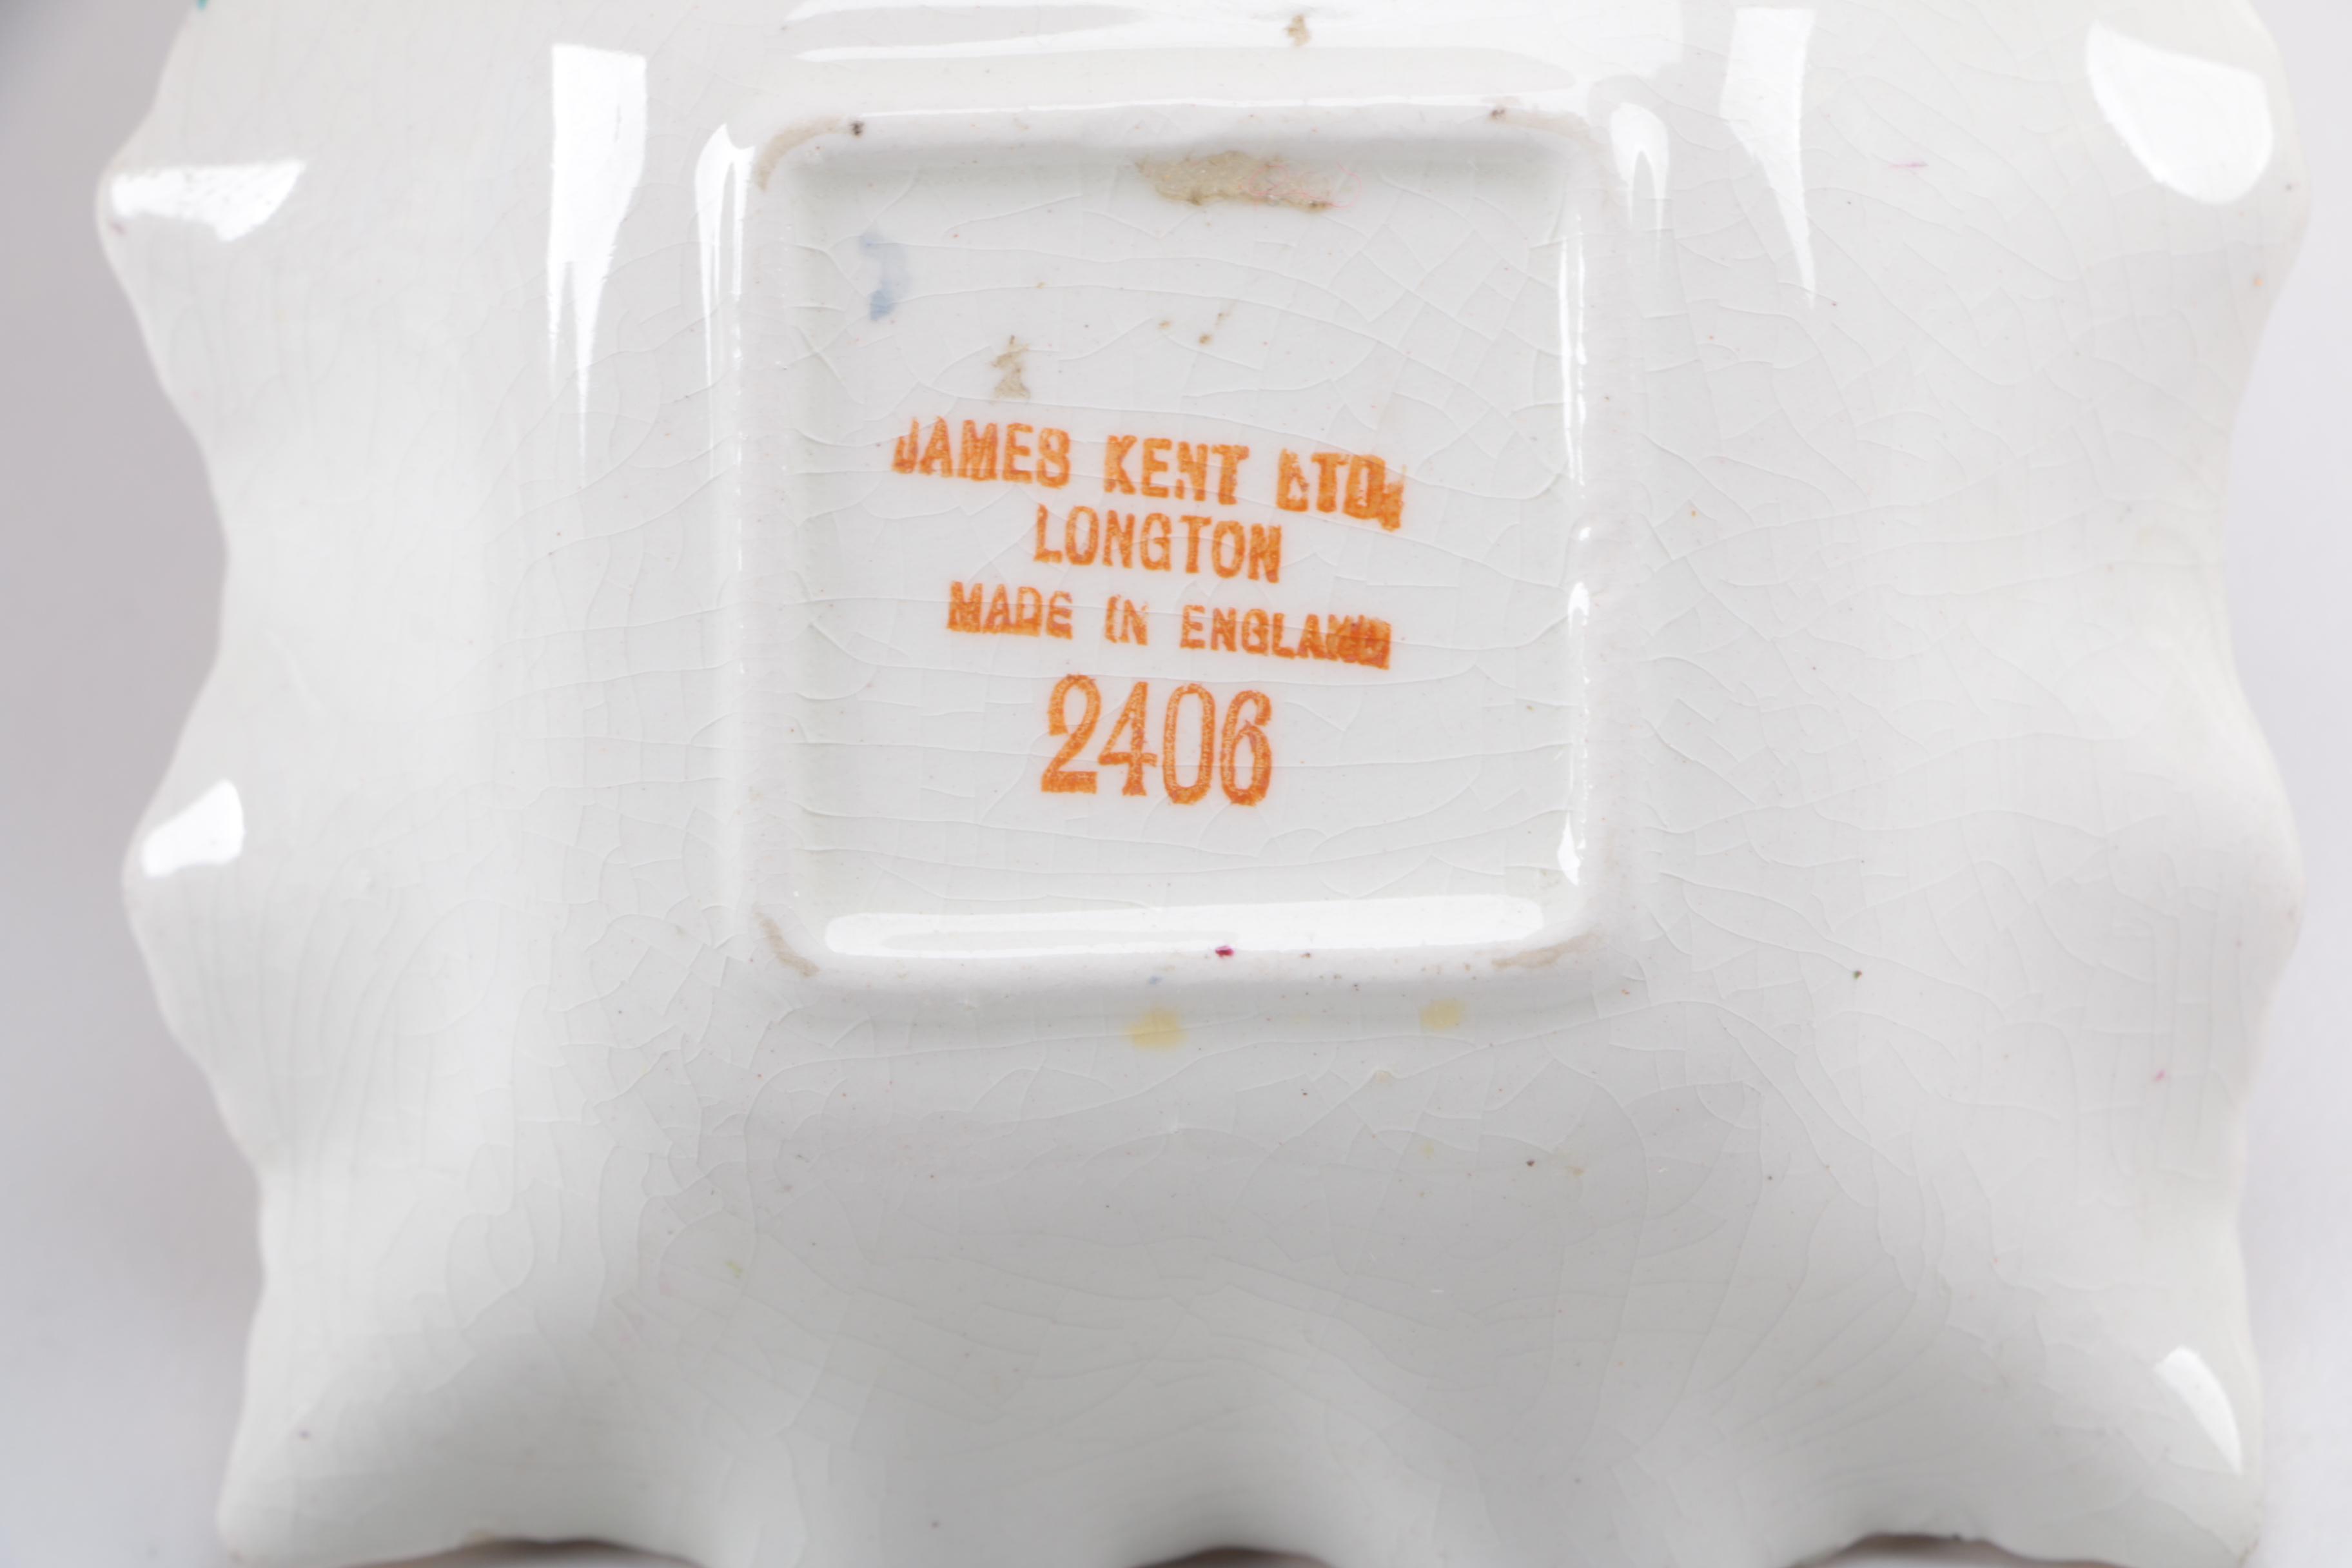 JAMES KENT LTD.
LONGTON
MADE IN ENGLAND
2406